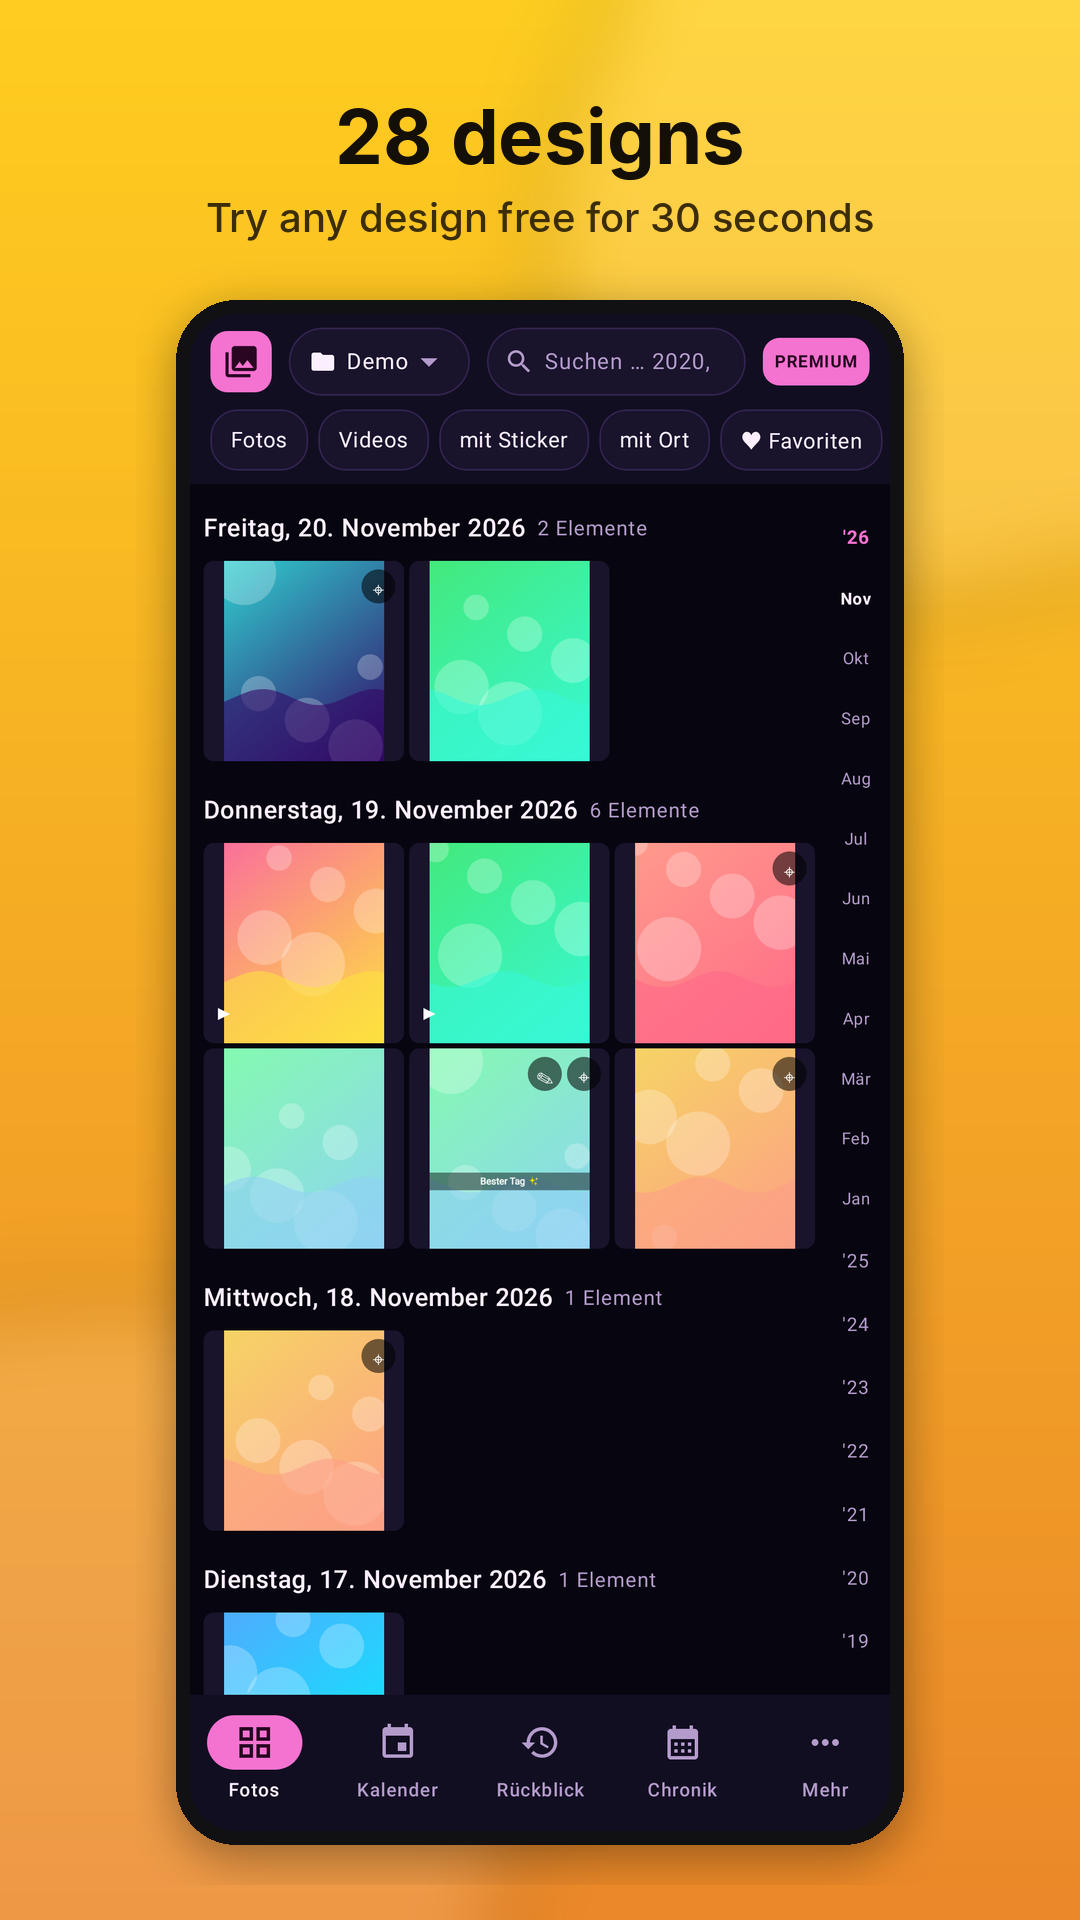 28 designs
Try any design free for 30 seconds
Demo
Suchen ... 2020,
PREMIUM
Fotos
Videos
mit Sticker
mit Ort
♥ Favoriten
Freitag, 20. November 2026 2 Elemente
Donnerstag, 19. November 2026 6 Elemente
Bester Tag ✨
Mittwoch, 18. November 2026 1 Element
Dienstag, 17. November 2026 1 Element
'26
Nov
Okt
Sep
Aug
Jul
Jun
Mai
Apr
Mär
Feb
Jan
'25
'24
'23
'22
'21
'20
'19
Fotos
Kalender
Rückblick
Chronik
Mehr